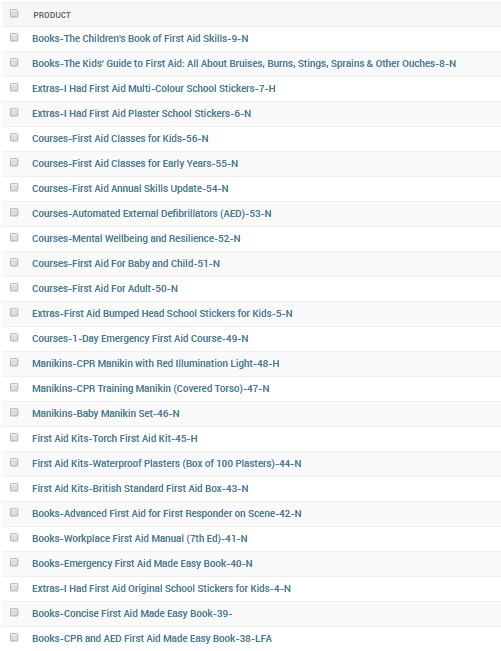 PRODUCT
Books-The Children's Book of First Aid Skills-9-N
Books-The Kids' Guide to First Aid: All About Bruises, Burns, Stings, Sprains & Other Ouches-8-N
Extras-I Had First Aid Multi-Colour School Stickers-7-H
Extras-I Had First Aid Plaster School Stickers-6-N
Courses-First Aid Classes for Kids-56-N
Courses-First Aid Classes for Early Years-55-N
Courses-First Aid Annual Skills Update-54-N
Courses-Automated External Defibrillators (AED)-53-N
Courses-Mental Wellbeing and Resilience-52-N
Courses-First Aid For Baby and Child-51-N
Courses-First Aid For Adult-50-N
Extras-First Aid Bumped Head School Stickers for Kids-5-N
Courses-1-Day Emergency First Aid Course-49-N
Manikins-CPR Manikin with Red Illumination Light-48-H
Manikins-CPR Training Manikin (Covered Torso)-47-N
Manikins-Baby Manikin Set-46-N
First Aid Kits-Torch First Aid Kit-45-H
First Aid Kits-Waterproof Plasters (Box of 100 Plasters)-44-N
First Aid Kits-British Standard First Aid Box-43-N
Books-Advanced First Aid for First Responder on Scene-42-N
Books-Workplace First Aid Manual (7th Ed)-41-N
Books-Emergency First Aid Made Easy Book-40-N
Extras-I Had First Aid Original School Stickers for Kids-4-N
Books-Concise First Aid Made Easy Book-39-
Books-CPR and AED First Aid Made Easy Book-38-LFA